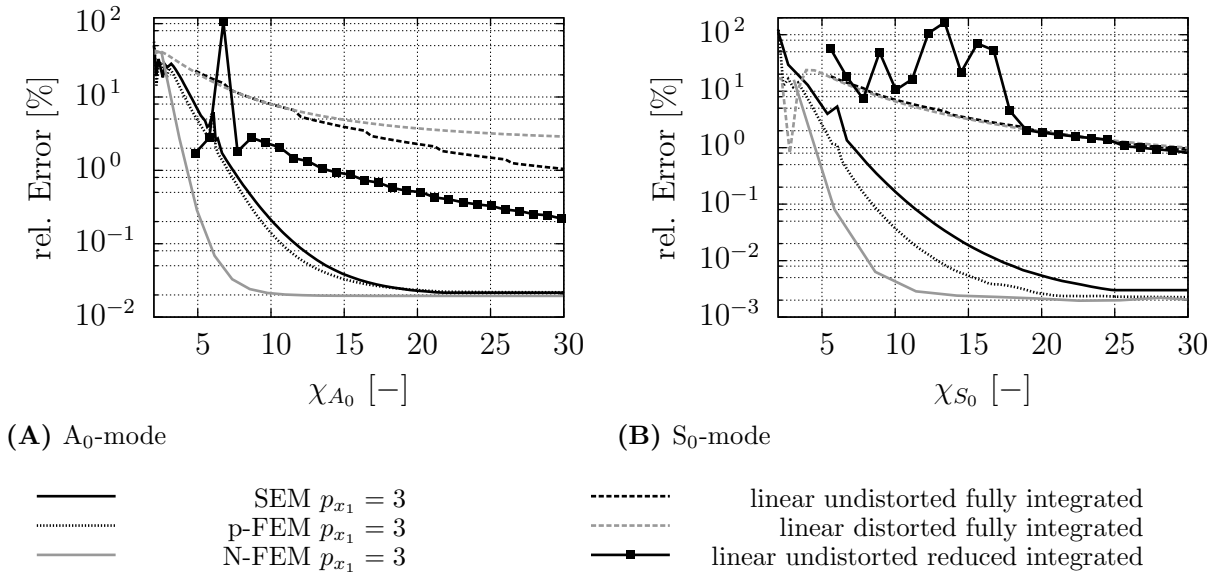 rel. Error [%]
10^2
10^1
10^0
10^-1
10^-2
5 10 15 20 25 30
χ_{A_0} [−]
rel. Error [%]
10^2
10^1
10^0
10^-1
10^-2
10^-3
5 10 15 20 25 30
χ_{S_0} [−]
(A) A_0-mode
(B) S_0-mode
SEM p_{x_1} = 3
p-FEM p_{x_1} = 3
N-FEM p_{x_1} = 3
linear undistorted fully integrated
linear distorted fully integrated
linear undistorted reduced integrated